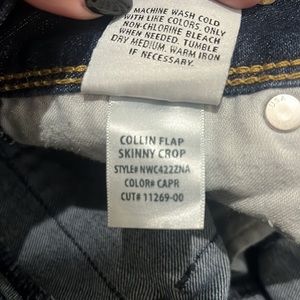 MACHINE WASH COLD
WITH LIKE COLORS. ONLY
NON-CHLORINE BLEACH
WHEN NEEDED. TUMBLE
DRY MEDIUM. WARM IRON
IF NECESSARY.
COLLIN FLAP
SKINNY CROP
STYLE# NWC422ZNA
COLOR# CAPR
CUT# 11269-00